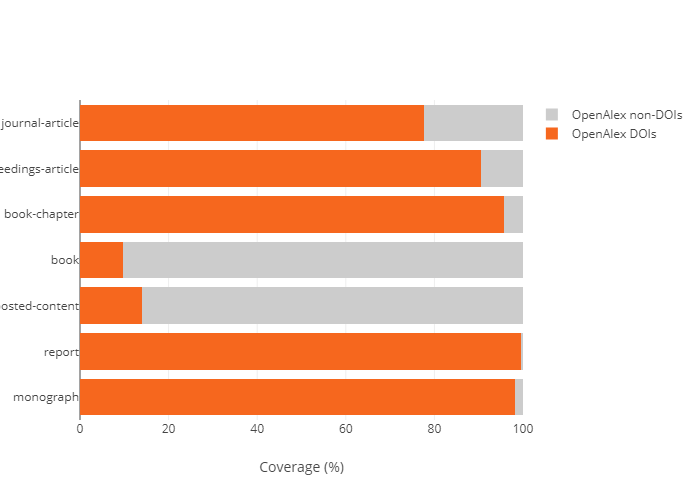 journal-article
eedings-article
book-chapter
book
osted-content
report
monograph
0 20 40 60 80 100
Coverage (%)
OpenAlex non-DOIs
OpenAlex DOIs